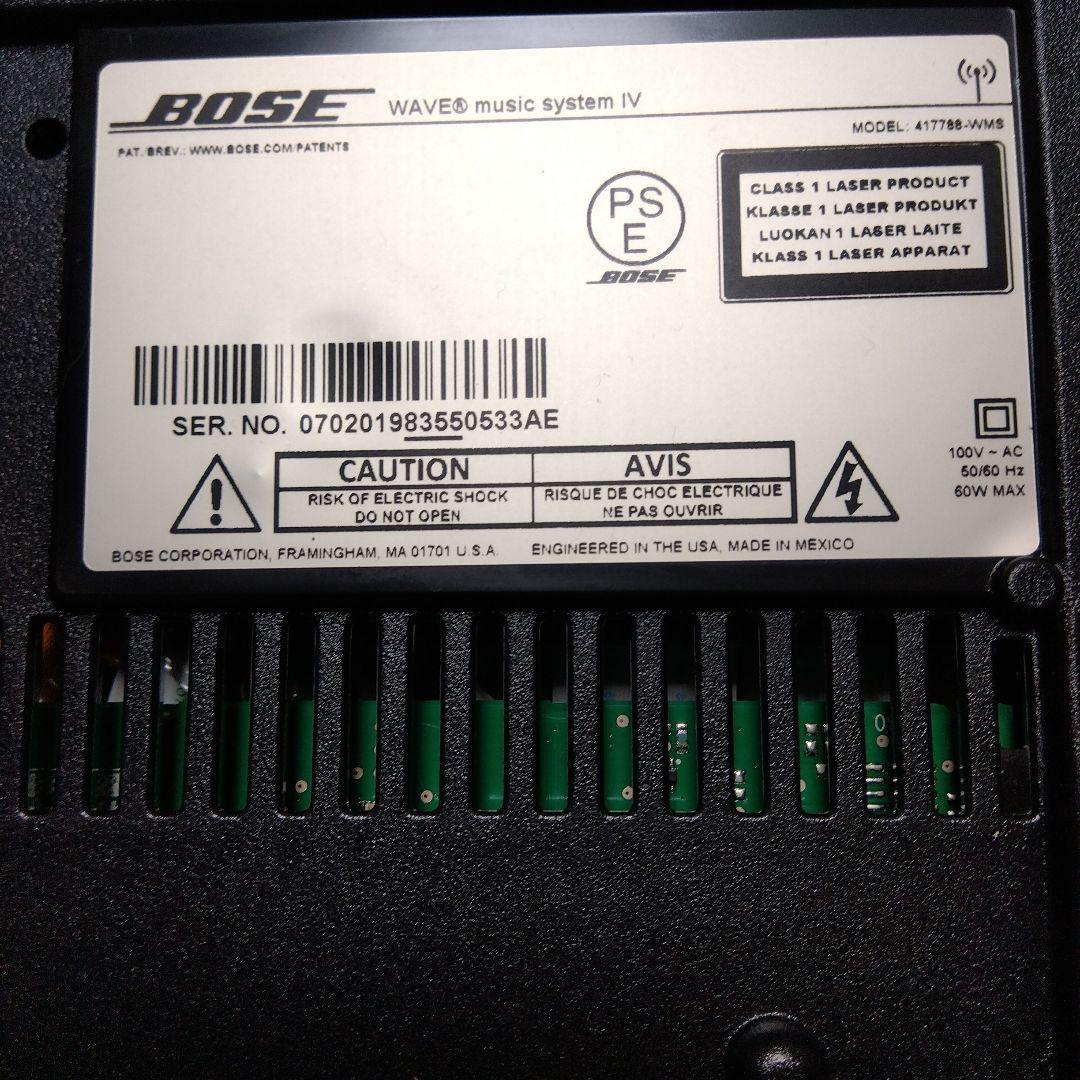 BOSE WAVE® music system IV
MODEL: 417788-WMS
PAT./BREV.: WWW.BOSE.COM/PATENTS
PS
E
BOSE
CLASS 1 LASER PRODUCT
KLASSE 1 LASER PRODUKT
LUOKAN 1 LASER LAITE
KLASS 1 LASER APPARAT
SER. NO. 070201983550533AE
CAUTION
RISK OF ELECTRIC SHOCK
DO NOT OPEN
AVIS
RISQUE DE CHOC ELECTRIQUE
NE PAS OUVRIR
100V ~ AC
50/60 Hz
60W MAX
BOSE CORPORATION, FRAMINGHAM, MA 01701 U.S.A. ENGINEERED IN THE USA, MADE IN MEXICO